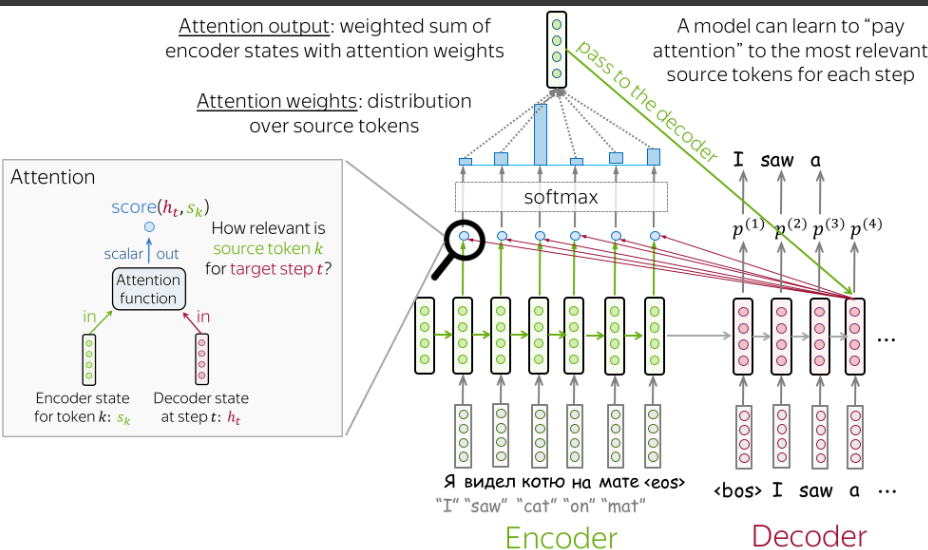 Attention output: weighted sum of
encoder states with attention weights
A model can learn to “pay
attention” to the most relevant
source tokens for each step
Attention weights: distribution
over source tokens
pass to the decoder
softmax
Attention
score(hₜ, sₖ)
scalar out
How relevant is
source token k
for target step t?
Attention
function
in in
Encoder state
for token k: sₖ
Decoder state
at step t: hₜ
I saw a
p⁽¹⁾ p⁽²⁾ p⁽³⁾ p⁽⁴⁾
...
Я видел котю на мате <eos>
“I” “saw” “cat” “on” “mat”
<bos> I saw a ...
Encoder
Decoder